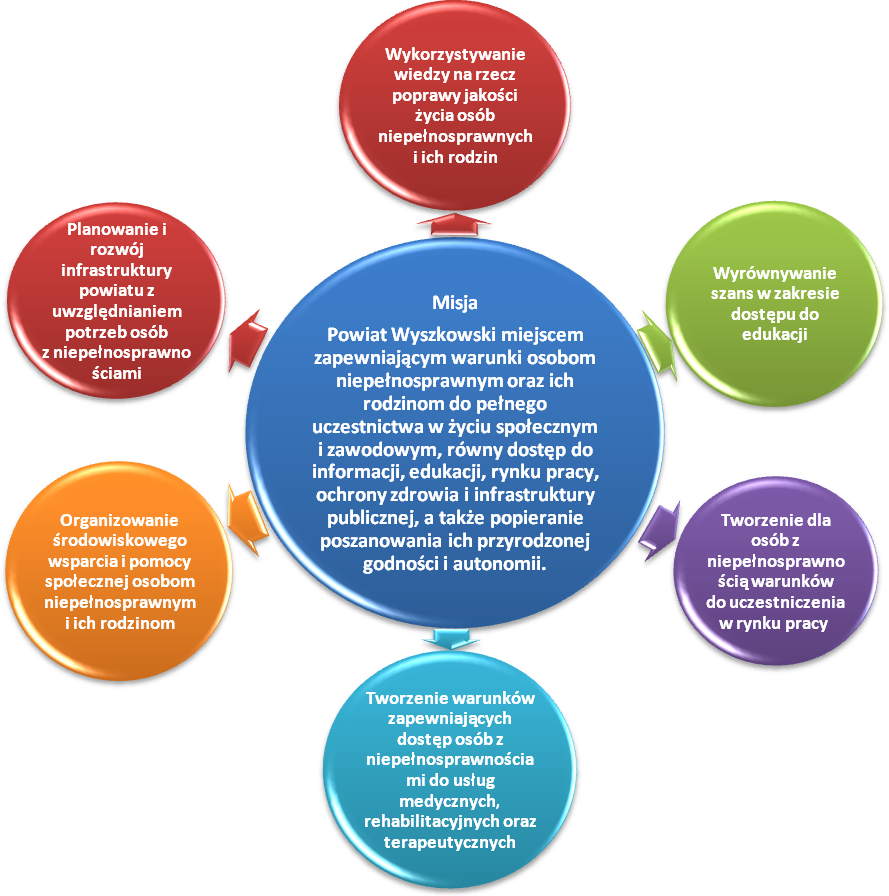 Wykorzystywanie
wiedzy na rzecz
poprawy jakości
życia osób
niepełnosprawnych
i ich rodzin
Planowanie i
rozwój
infrastruktury
powiatu z
uwzględnianiem
potrzeb osób
z niepełnosprawno
ściami
Wyrównywanie
szans w zakresie
dostępu do
edukacji
Misja
Powiat Wyszkowski miejscem
zapewniającym warunki osobom
niepełnosprawnym oraz ich
rodzinom do pełnego
uczestnictwa w życiu społecznym
i zawodowym, równy dostęp do
informacji, edukacji, rynku pracy,
ochrony zdrowia i infrastruktury
publicznej, a także popieranie
poszanowania ich przyrodzonej
godności i autonomii.
Organizowanie
środowiskowego
wsparcia i pomocy
społecznej osobom
niepełnosprawnym
i ich rodzinom
Tworzenie dla
osób z
niepełnosprawno
ścią warunków
do uczestniczenia
w rynku pracy
Tworzenie warunków
zapewniających
dostęp osób z
niepełnosprawnościa
mi do usług
medycznych,
rehabilitacyjnych oraz
terapeutycznych